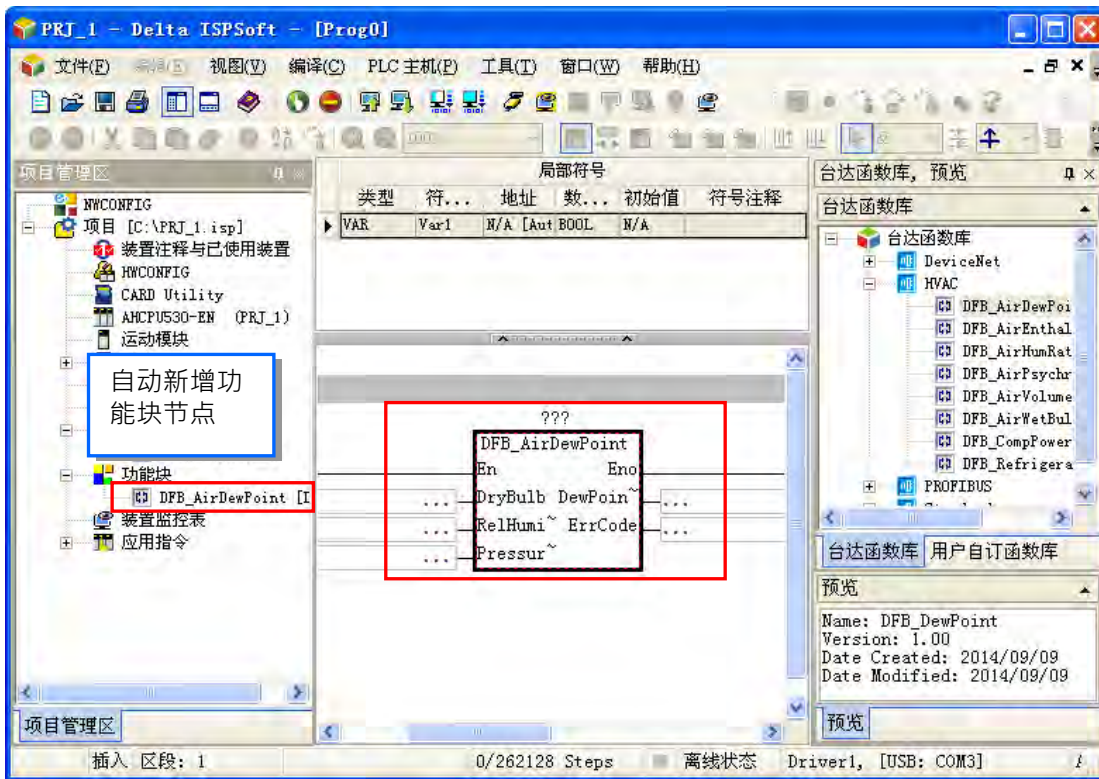 PRJ_1 - Delta ISPSoft - [Prog0]
文件(F) 编辑(E) 视图(V) 编译(C) PLC 主机(P) 工具(T) 窗口(W) 帮助(H)
项目管理区
NWCONFIG
项目 [C:\PRJ_1.isp]
装置注释与已使用装置
HWCONFIG
CARD Utility
AHCPU530-EN (PRJ_1)
运动模块
自动新增功
能块节点
功能块
DFB_AirDewPoint [I
装置监控表
应用指令
项目管理区
局部符号
类型 符... 地址 数... 初始值 符号注释
VAR Var1 N/A [Aut BOOL N/A
???
DFB_AirDewPoint
En Eno
... DryBulb DewPoin~ ...
... RelHumi~ ErrCode ...
... Pressur~
台达函数库, 预览
台达函数库
台达函数库
DeviceNet
HVAC
DFB_AirDewPoi
DFB_AirEnthal
DFB_AirHumRat
DFB_AirPsychr
DFB_AirVolume
DFB_AirWetBul
DFB_CompPower
DFB_Refrigera
PROFIBUS
台达函数库 用户自订函数库
预览
Name: DFB_DewPoint
Version: 1.00
Date Created: 2014/09/09
Date Modified: 2014/09/09
预览
插入 区段: 1 0/262128 Steps 离线状态 Driver1, [USB: COM3]